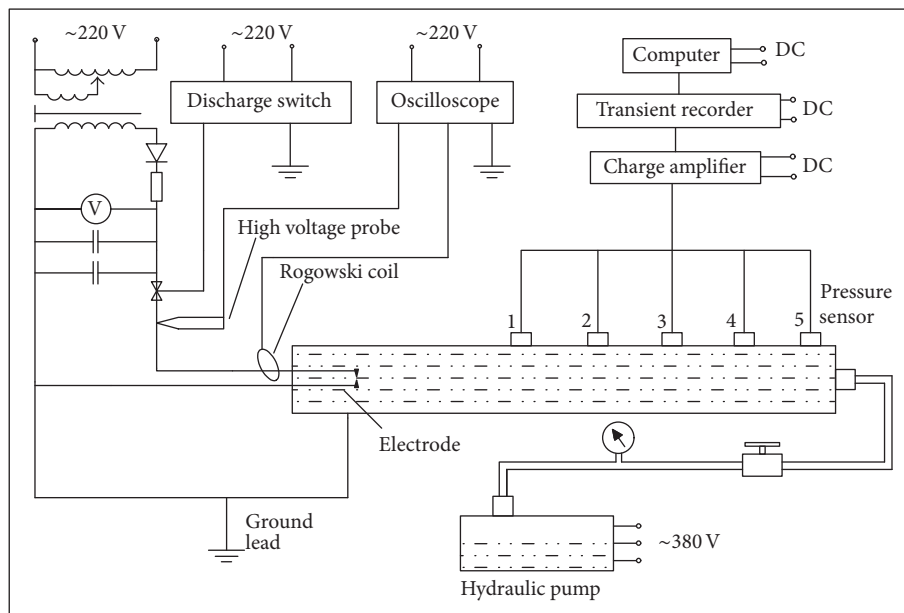 ~220 V
~220 V
~220 V
Computer
DC
Discharge switch
Oscilloscope
Transient recorder
DC
Charge amplifier
DC
V
High voltage probe
Rogowski coil
Pressure
sensor
1
2
3
4
5
Electrode
Ground
lead
~380 V
Hydraulic pump